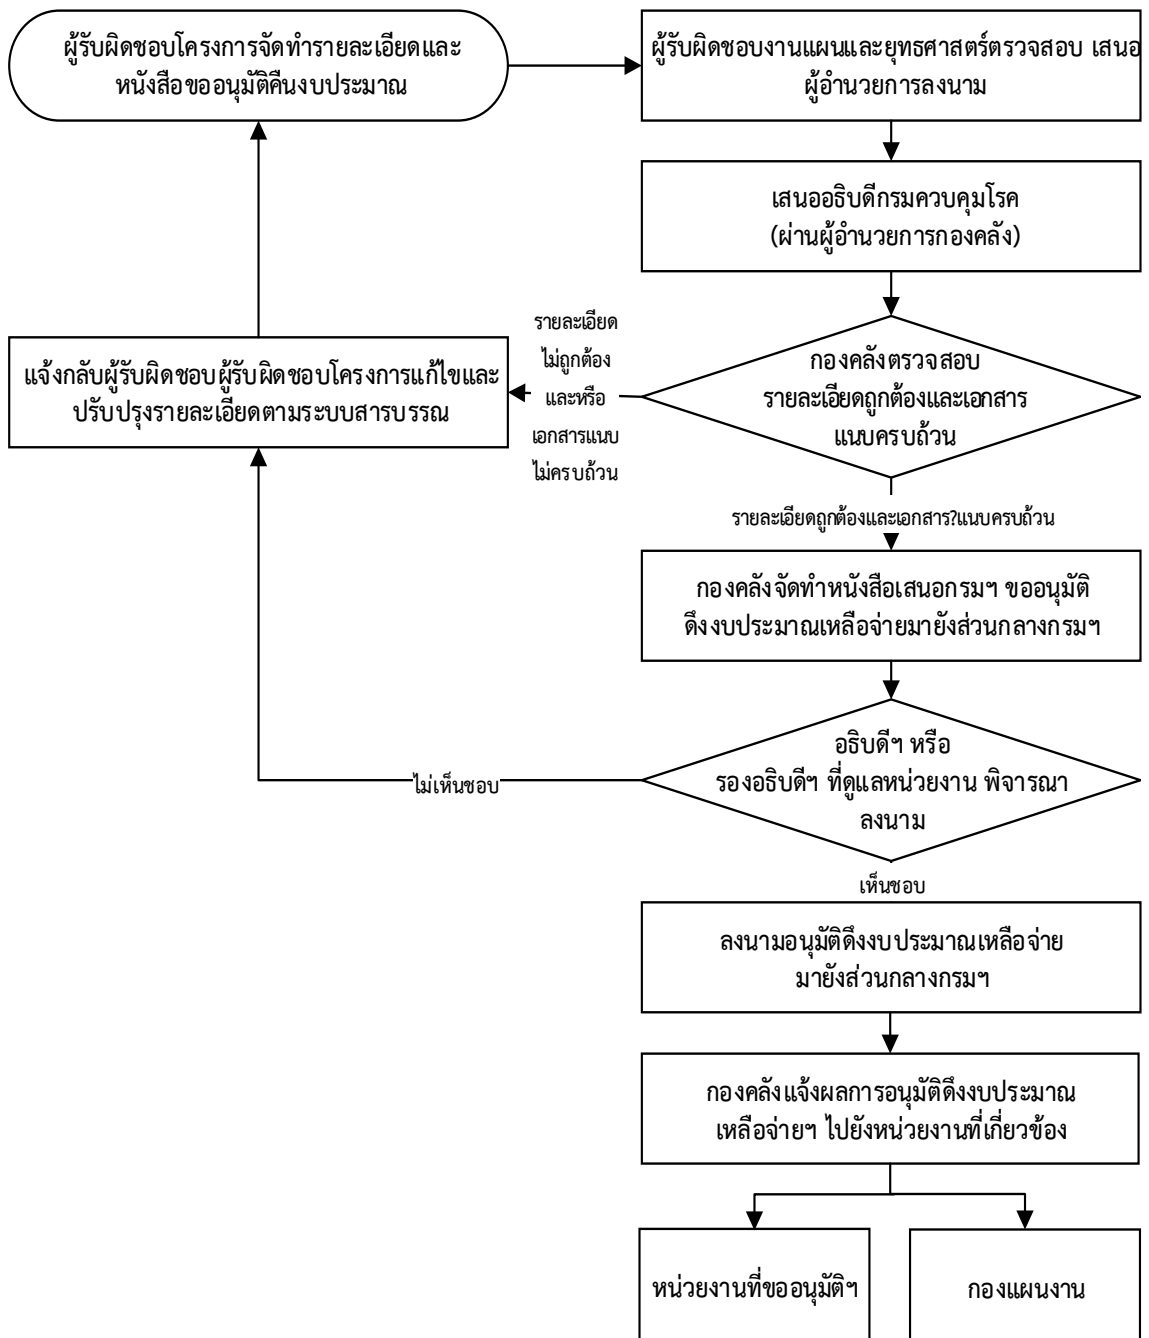 ผู้รับผิดชอบโครงการจัดทำรายละเอียดและ
หนังสือขออนุมัติคืนงบประมาณ
ผู้รับผิดชอบงานแผนและยุทธศาสตร์ตรวจสอบ เสนอ
ผู้อำนวยการลงนาม
เสนออธิบดีกรมควบคุมโรค
(ผ่านผู้อำนวยการกองคลัง)
กองคลังตรวจสอบ
รายละเอียดถูกต้องและเอกสาร
แนบครบถ้วน
รายละเอียด
ไม่ถูกต้อง
และหรือ
เอกสารแนบ
ไม่ครบถ้วน
แจ้งกลับผู้รับผิดชอบผู้รับผิดชอบโครงการแก้ไขและ
ปรับปรุงรายละเอียดตามระบบสารบรรณ
รายละเอียดถูกต้องและเอกสาร?แนบครบถ้วน
กองคลังจัดทำหนังสือเสนอกรมฯ ขออนุมัติ
ดึงงบประมาณเหลือจ่ายมายังส่วนกลางกรมฯ
อธิบดีฯ หรือ
รองอธิบดีฯ ที่ดูแลหน่วยงาน พิจารณา
ลงนาม
ไม่เห็นชอบ
เห็นชอบ
ลงนามอนุมัติดึงงบประมาณเหลือจ่าย
มายังส่วนกลางกรมฯ
กองคลังแจ้งผลการอนุมัติดึงงบประมาณ
เหลือจ่ายฯ ไปยังหน่วยงานที่เกี่ยวข้อง
หน่วยงานที่ขออนุมัติฯ
กองแผนงาน